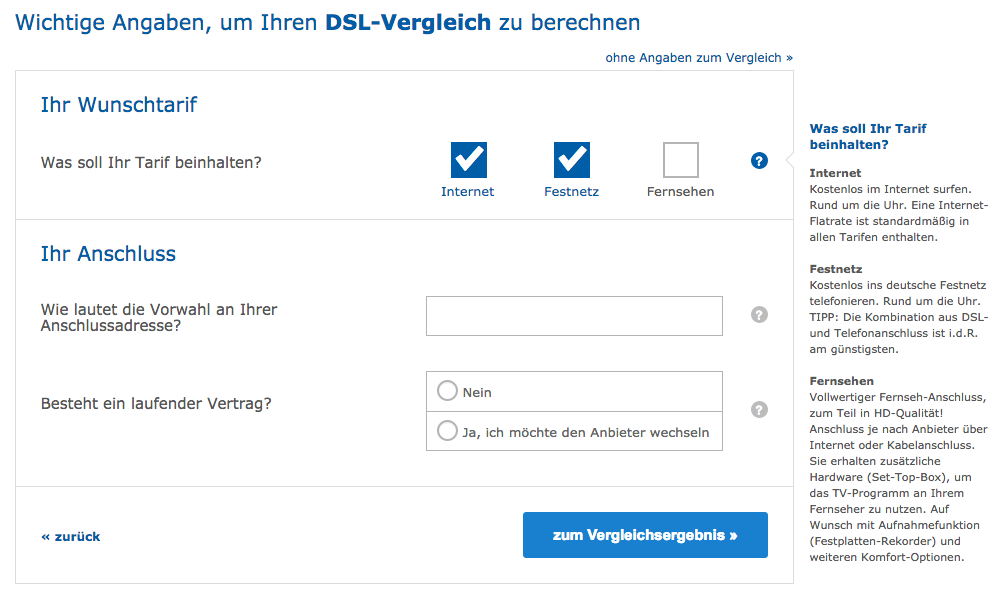 Wichtige Angaben, um Ihren DSL-Vergleich zu berechnen
ohne Angaben zum Vergleich »
Ihr Wunschtarif
Was soll Ihr Tarif beinhalten?
Internet
Festnetz
Fernsehen
?
Ihr Anschluss
Wie lautet die Vorwahl an Ihrer
Anschlussadresse?
?
Besteht ein laufender Vertrag?
Nein
Ja, ich möchte den Anbieter wechseln
?
« zurück
zum Vergleichsergebnis »
Was soll Ihr Tarif
beinhalten?
Internet
Kostenlos im Internet surfen.
Rund um die Uhr. Eine Internet-
Flatrate ist standardmäßig in
allen Tarifen enthalten.
Festnetz
Kostenlos ins deutsche Festnetz
telefonieren. Rund um die Uhr.
TIPP: Die Kombination aus DSL-
und Telefonanschluss ist i.d.R.
am günstigsten.
Fernsehen
Vollwertiger Fernseh-Anschluss,
zum Teil in HD-Qualität!
Anschluss je nach Anbieter über
Internet oder Kabelanschluss.
Sie erhalten zusätzliche
Hardware (Set-Top-Box), um
das TV-Programm an Ihrem
Fernseher zu nutzen. Auf
Wunsch mit Aufnahmefunktion
(Festplatten-Rekorder) und
weiteren Komfort-Optionen.